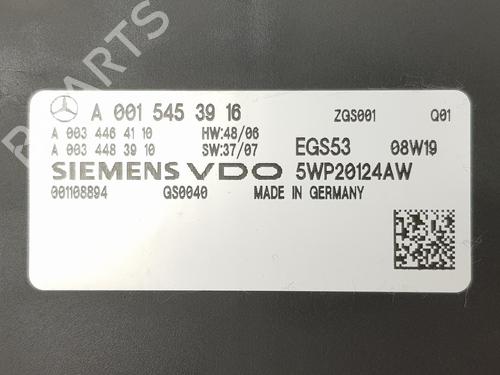 A 001 545 39 16 ZGS001 Q01
A 003 446 41 10 HW:48/06
A 003 448 39 10 SW:37/07 EGS53 08W19
SIEMENS VDO 5WP20124AW
001108894 GS0040 MADE IN GERMANY
PARTS